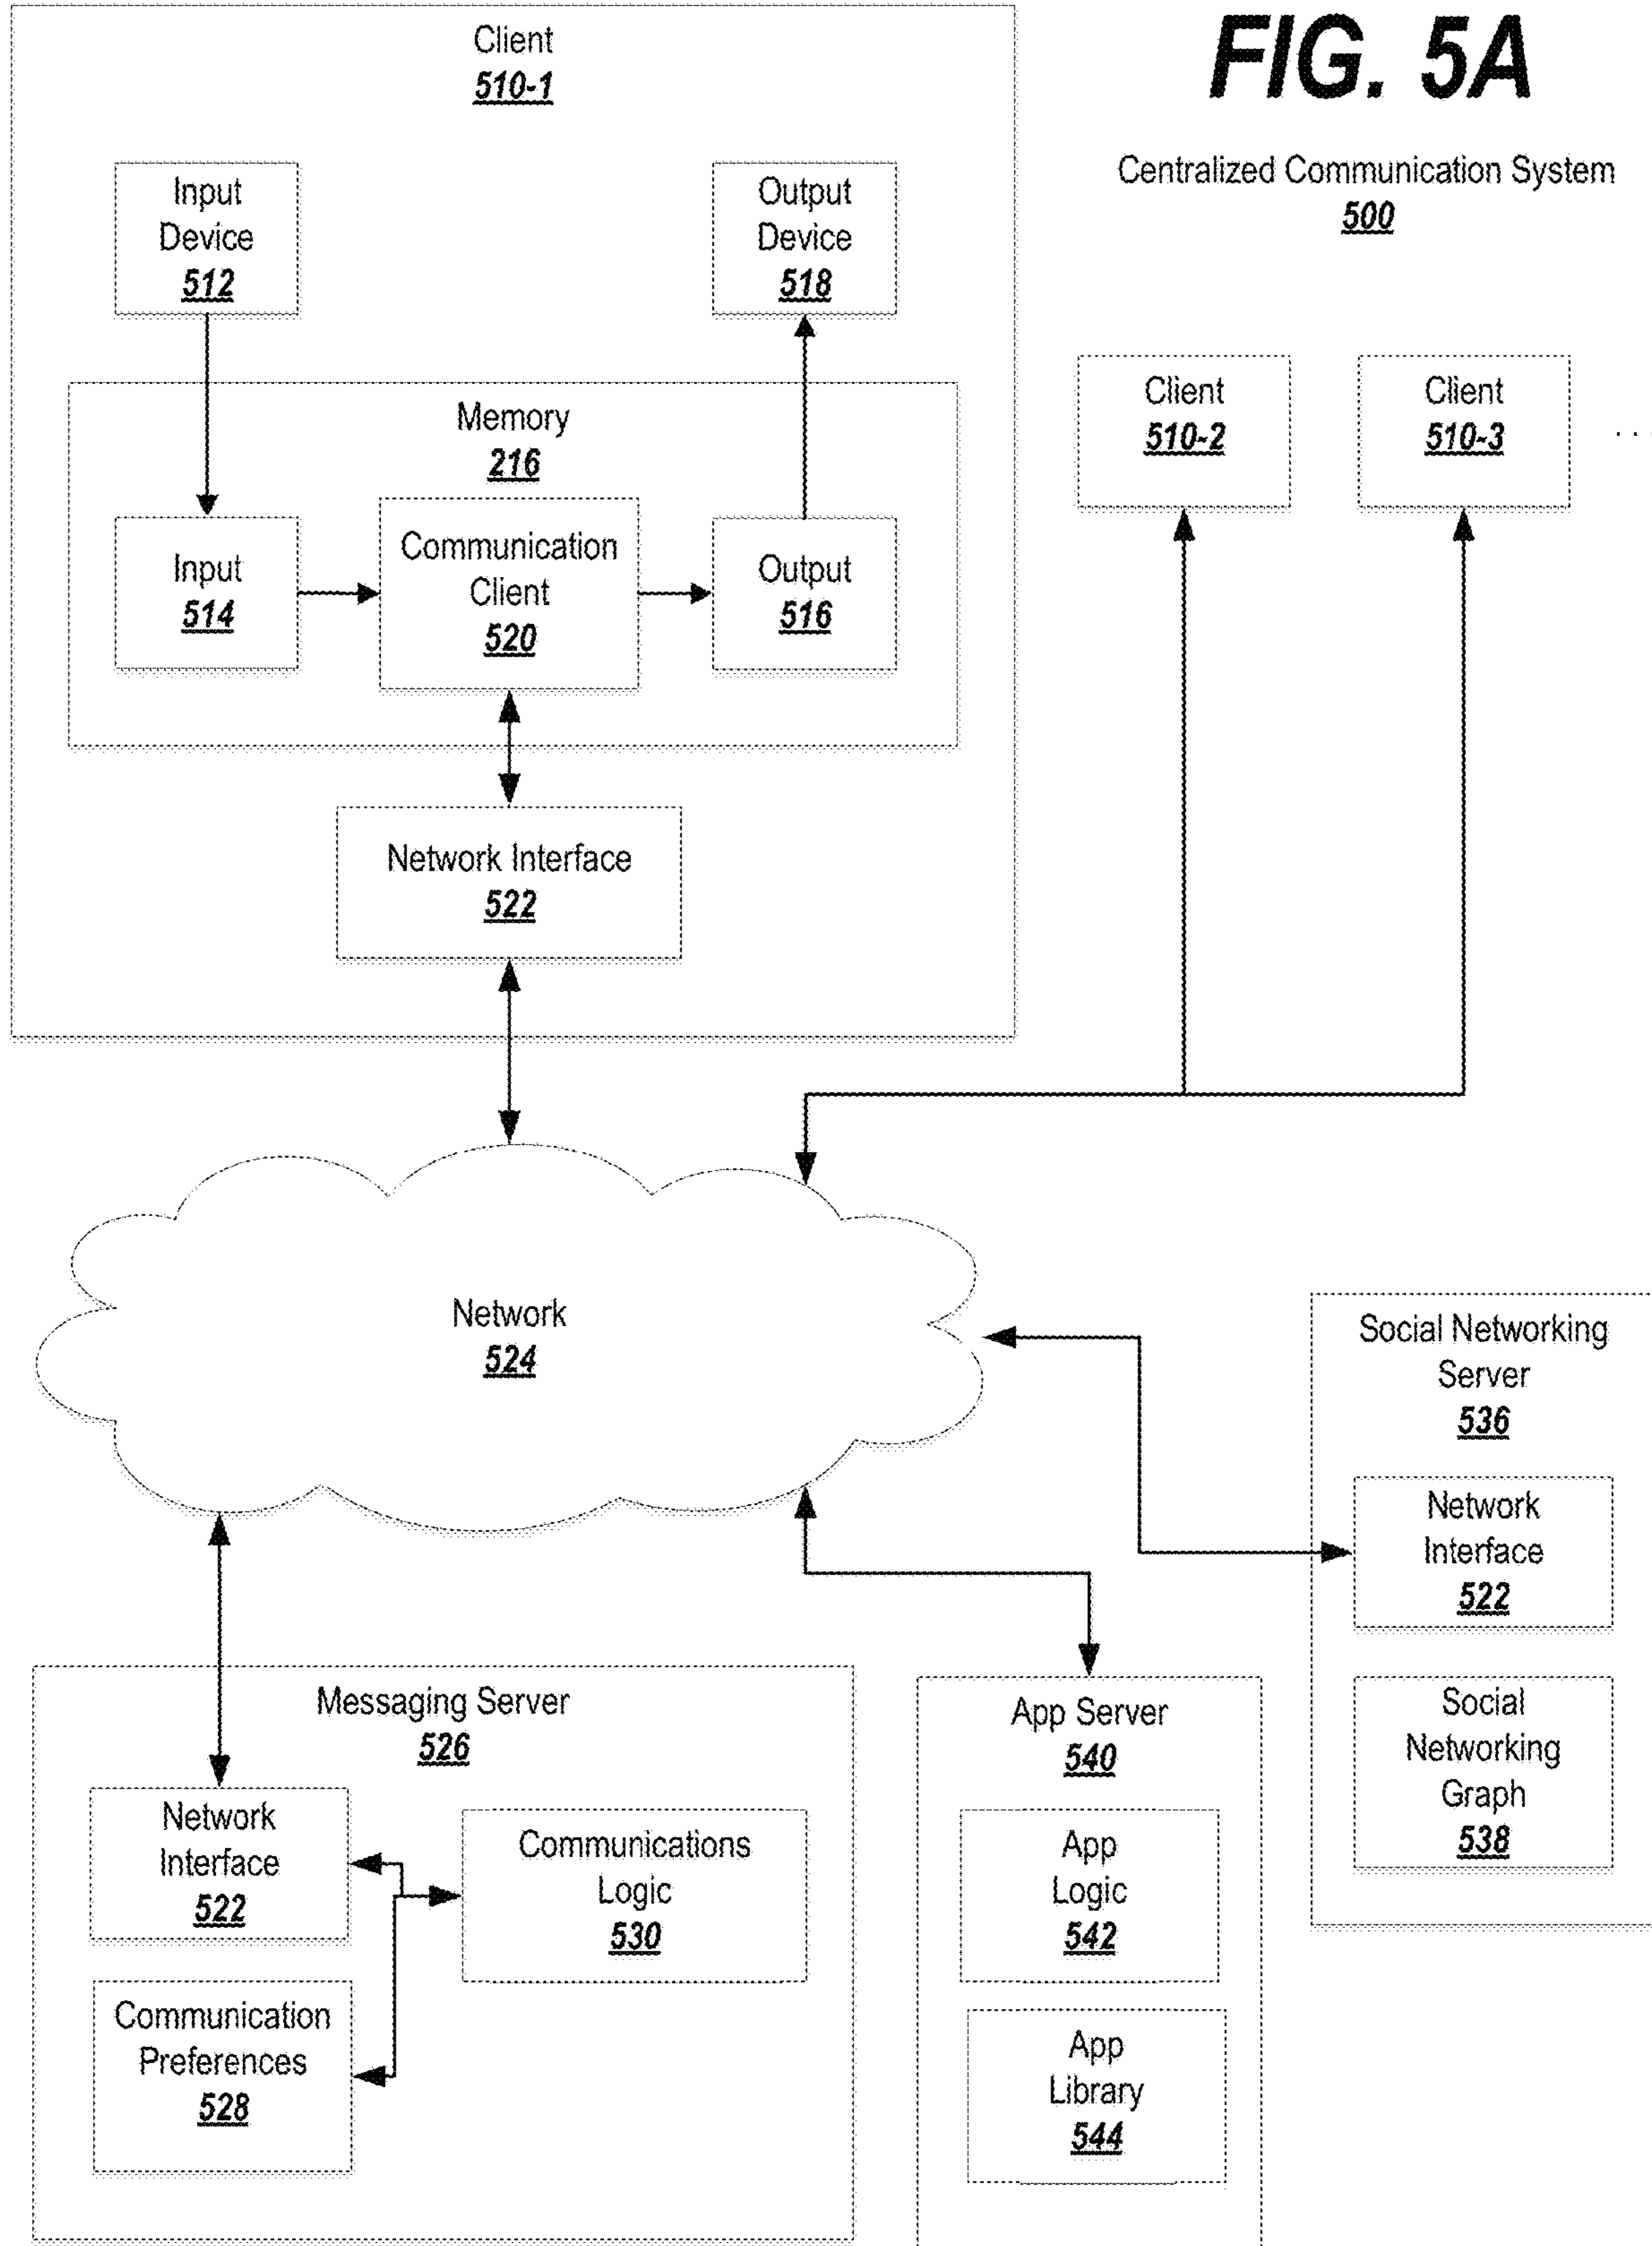 FIG. 5A
Centralized Communication System
500
Client
510-1
Input
Device
512
Output
Device
518
Memory
216
Input
514
Communication
Client
520
Output
516
Network Interface
522
Client
510-2
Client
510-3
. . .
Network
524
Social Networking
Server
536
Network
Interface
522
Social
Networking
Graph
538
Messaging Server
526
Network
Interface
522
Communications
Logic
530
Communication
Preferences
528
App Server
540
App
Logic
542
App
Library
544